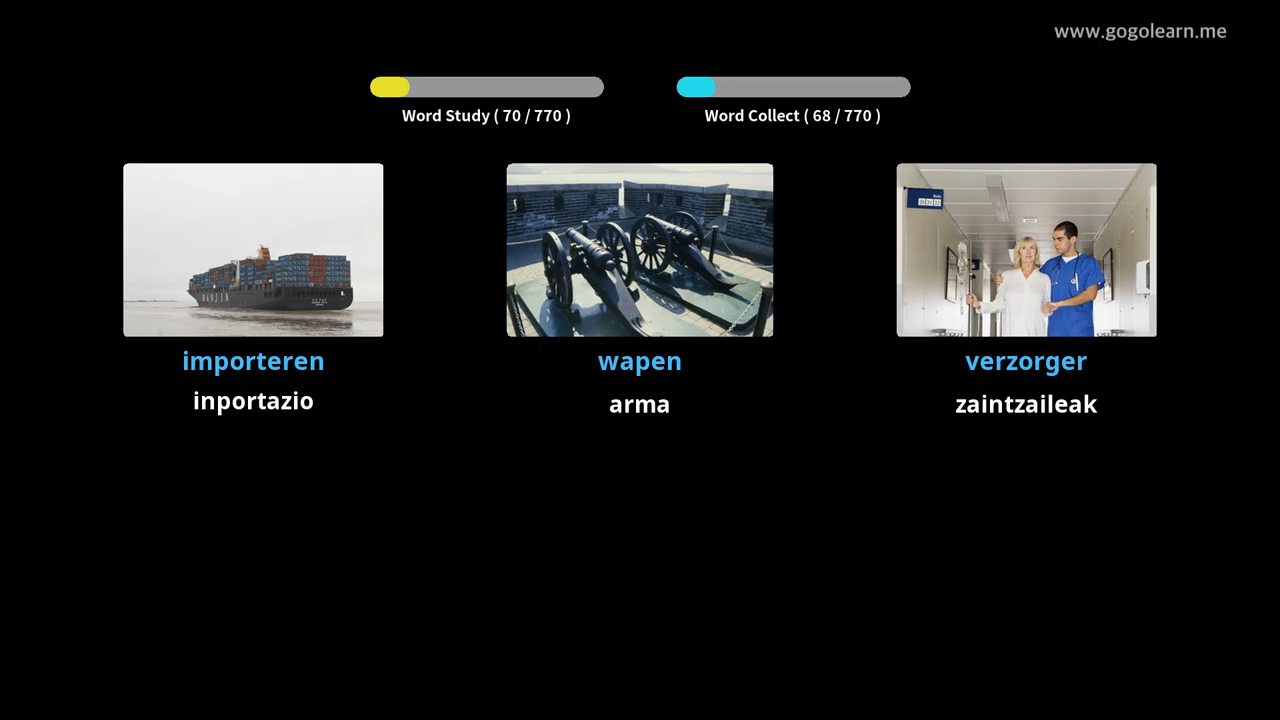 www.gogolearn.me
Word Study ( 70 / 770 )
Word Collect ( 68 / 770 )
importeren
wapen
verzorger
inportazio
arma
zaintzaileak